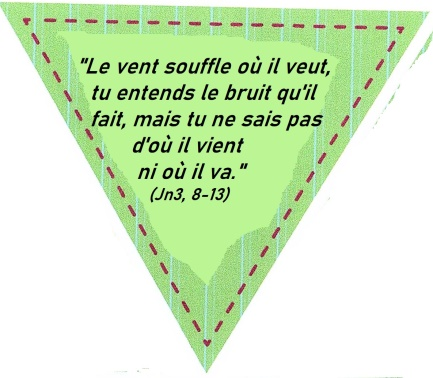 "Le vent souffle où il veut,
tu entends le bruit qu'il
fait, mais tu ne sais pas
d'où il vient
ni où il va."
(Jn3, 8-13)